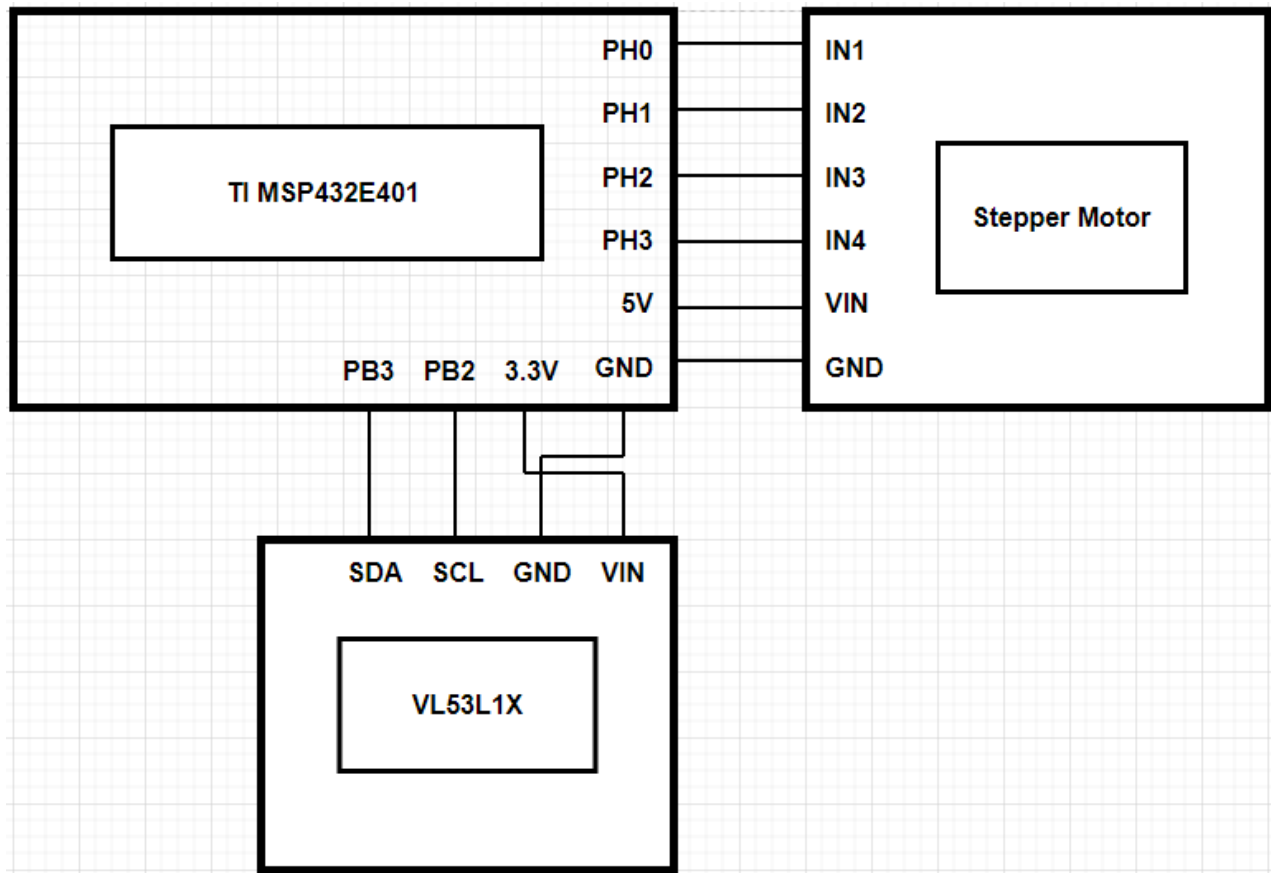 PH0
IN1
PH1
IN2
TI MSP432E401
PH2
IN3
Stepper Motor
PH3
IN4
5V
VIN
PB3 PB2 3.3V GND
GND
SDA SCL GND VIN
VL53L1X